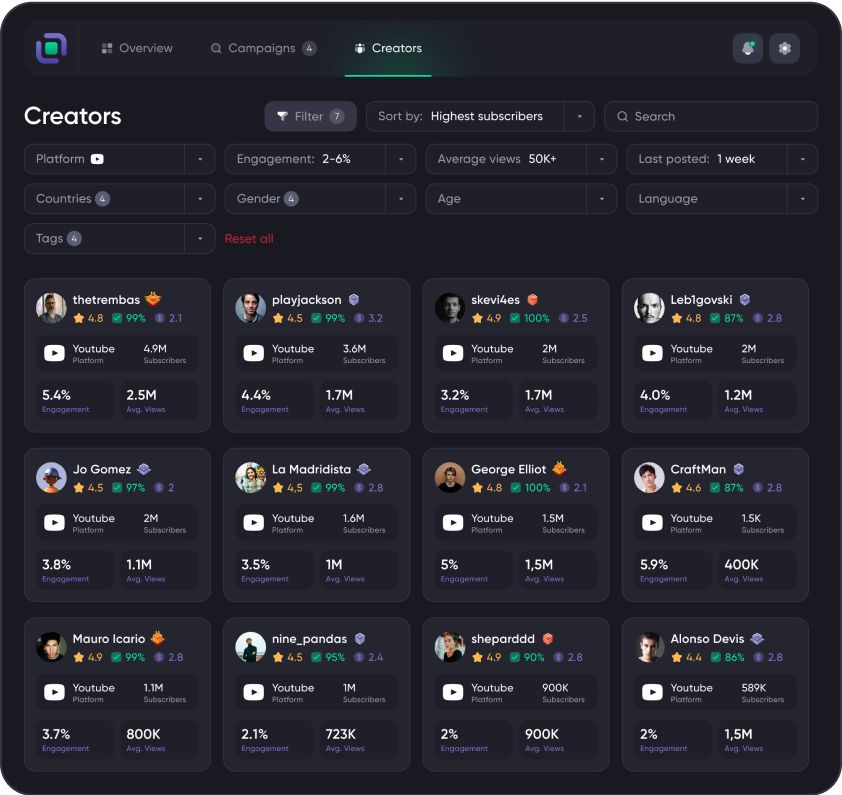 Overview Campaigns 4 Creators
Creators Filter 7 Sort by: Highest subscribers Search
Platform Engagement: 2-6% Average views 50K+ Last posted: 1 week
Countries 4 Gender 4 Age Language
Tags 4 Reset all
thetrembas playjackson skevi4es Leb1govski
4.8 99% $ 2.1 4.5 99% $ 3.2 4.9 100% $ 2.5 4.8 87% $ 2.8
Youtube 4.9M Youtube 3.6M Youtube 2M Youtube 2M
Platform Subscribers Platform Subscribers Platform Subscribers Platform Subscribers
5.4% 2.5M 4.4% 1.7M 3.2% 1.7M 4.0% 1.2M
Engagement Avg. Views Engagement Avg. Views Engagement Avg. Views Engagement Avg. Views
Jo Gomez La Madridista George Elliot CraftMan
4.5 97% $ 2 4,5 99% $ 2.8 4.8 100% $ 2.1 4.6 87% $ 2.8
Youtube 2M Youtube 1.6M Youtube 1.5M Youtube 1.5K
Platform Subscribers Platform Subscribers Platform Subscribers Platform Subscribers
3.8% 1.1M 3.5% 1M 5% 1,5M 5.9% 400K
Engagement Avg. Views Engagement Avg. Views Engagement Avg. Views Engagement Avg. Views
Mauro Icario nine_pandas sheparddd Alonso Devis
4.9 99% $ 2.8 4.5 95% $ 2.4 4.9 90% $ 2.8 4.4 86% $ 2.8
Youtube 1.1M Youtube 1M Youtube 900K Youtube 589K
Platform Subscribers Platform Subscribers Platform Subscribers Platform Subscribers
3.7% 800K 2.1% 723K 2% 900K 2% 1,5M
Engagement Avg. Views Engagement Avg. Views Engagement Avg. Views Engagement Avg. Views